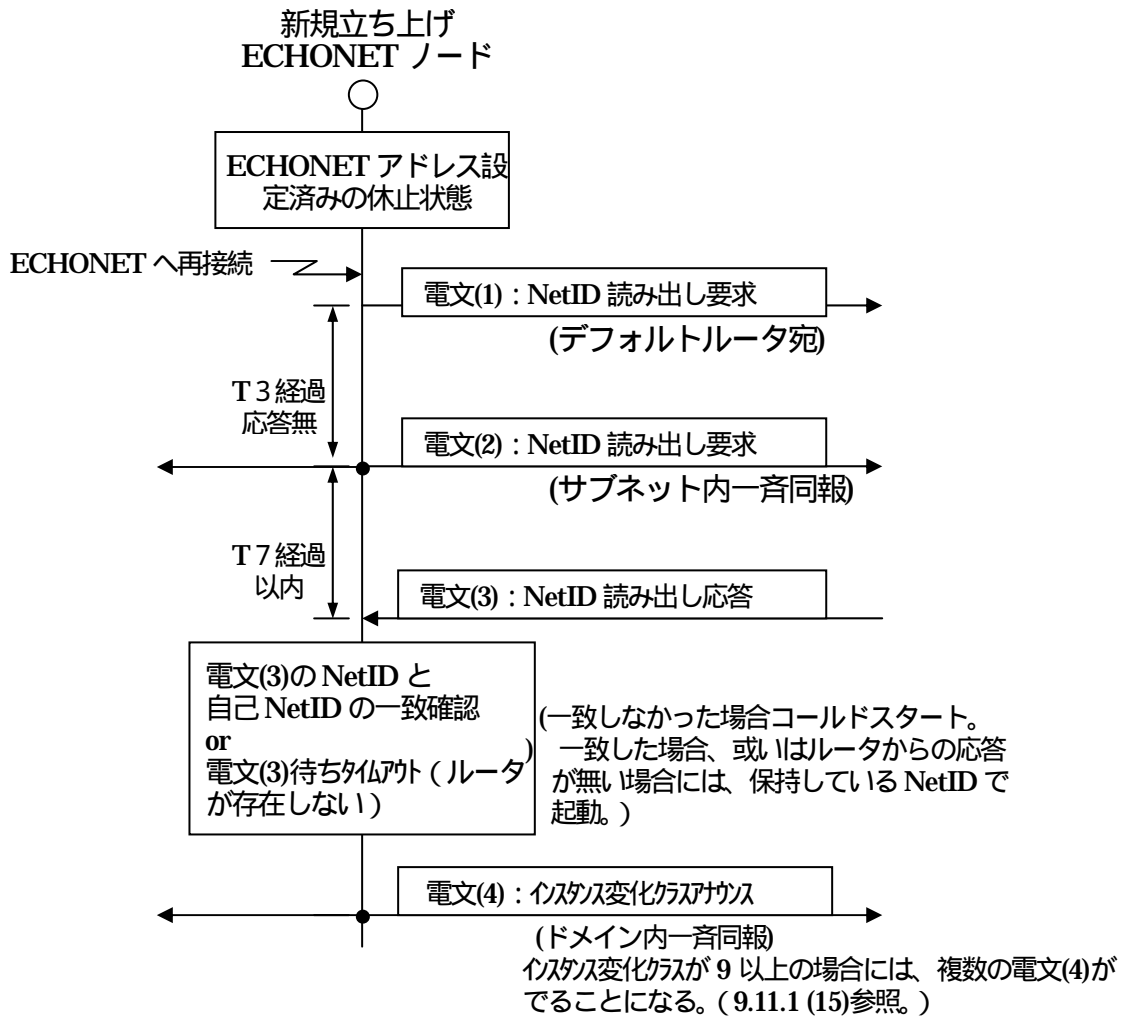 新規立ち上げ
ECHONET ノード
ECHONET アドレス設
定済みの休止状態
ECHONET へ再接続
電文(1)：NetID 読み出し要求
(デフォルトルータ宛)
T３経過
応答無
電文(2)：NetID 読み出し要求
(サブネット内一斉同報)
T７経過
以内
電文(3)：NetID 読み出し応答
電文(3)の NetID と
自己 NetID の一致確認
or
電文(3)待ちﾀｲﾑｱｳﾄ（ルータ
が存在しない）
)
(一致しなかった場合コールドスタート。
一致した場合、或いはルータからの応答
が無い場合には、保持している NetID で
起動。）
電文(4)：ｲﾝｽﾀﾝｽ変化ｸﾗｽｱﾅｳﾝｽ
(ドメイン内一斉同報)
ｲﾝｽﾀﾝｽ変化ｸﾗｽが 9 以上の場合には、複数の電文(4)が
でることになる。（9.11.1 (15)参照。）